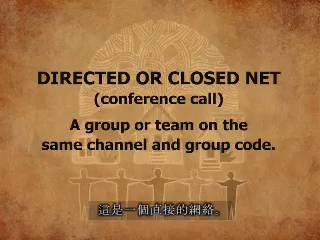 DIRECTED OR CLOSED NET
(conference call)
A group or team on the
same channel and group code.
這是一個直接的網絡。